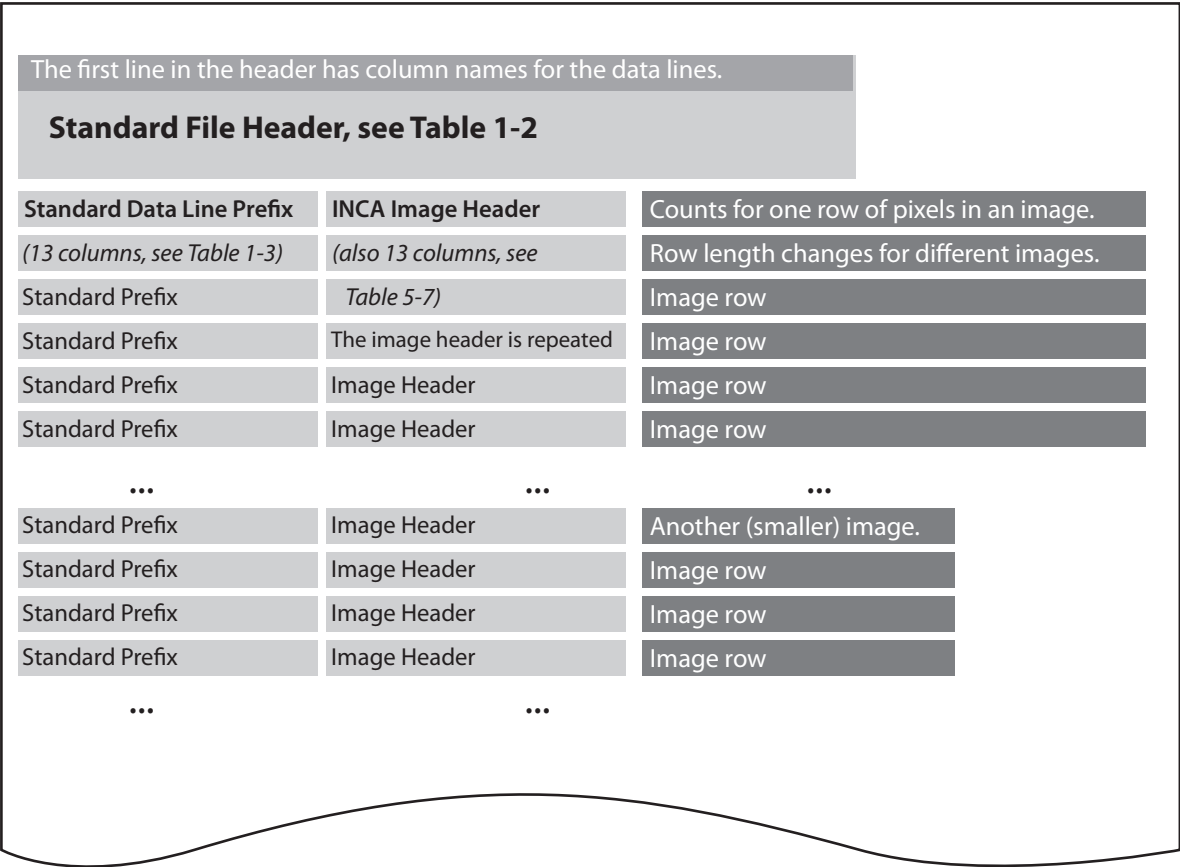 The first line in the header has column names for the data lines.
Standard File Header, see Table 1-2
Standard Data Line Prefix INCA Image Header Counts for one row of pixels in an image.
(13 columns, see Table 1-3) (also 13 columns, see Row length changes for different images.
Standard Prefix Table 5-7) Image row
Standard Prefix The image header is repeated Image row
Standard Prefix Image Header Image row
Standard Prefix Image Header Image row
... ... ...
Standard Prefix Image Header Another (smaller) image.
Standard Prefix Image Header Image row
Standard Prefix Image Header Image row
Standard Prefix Image Header Image row
... ...